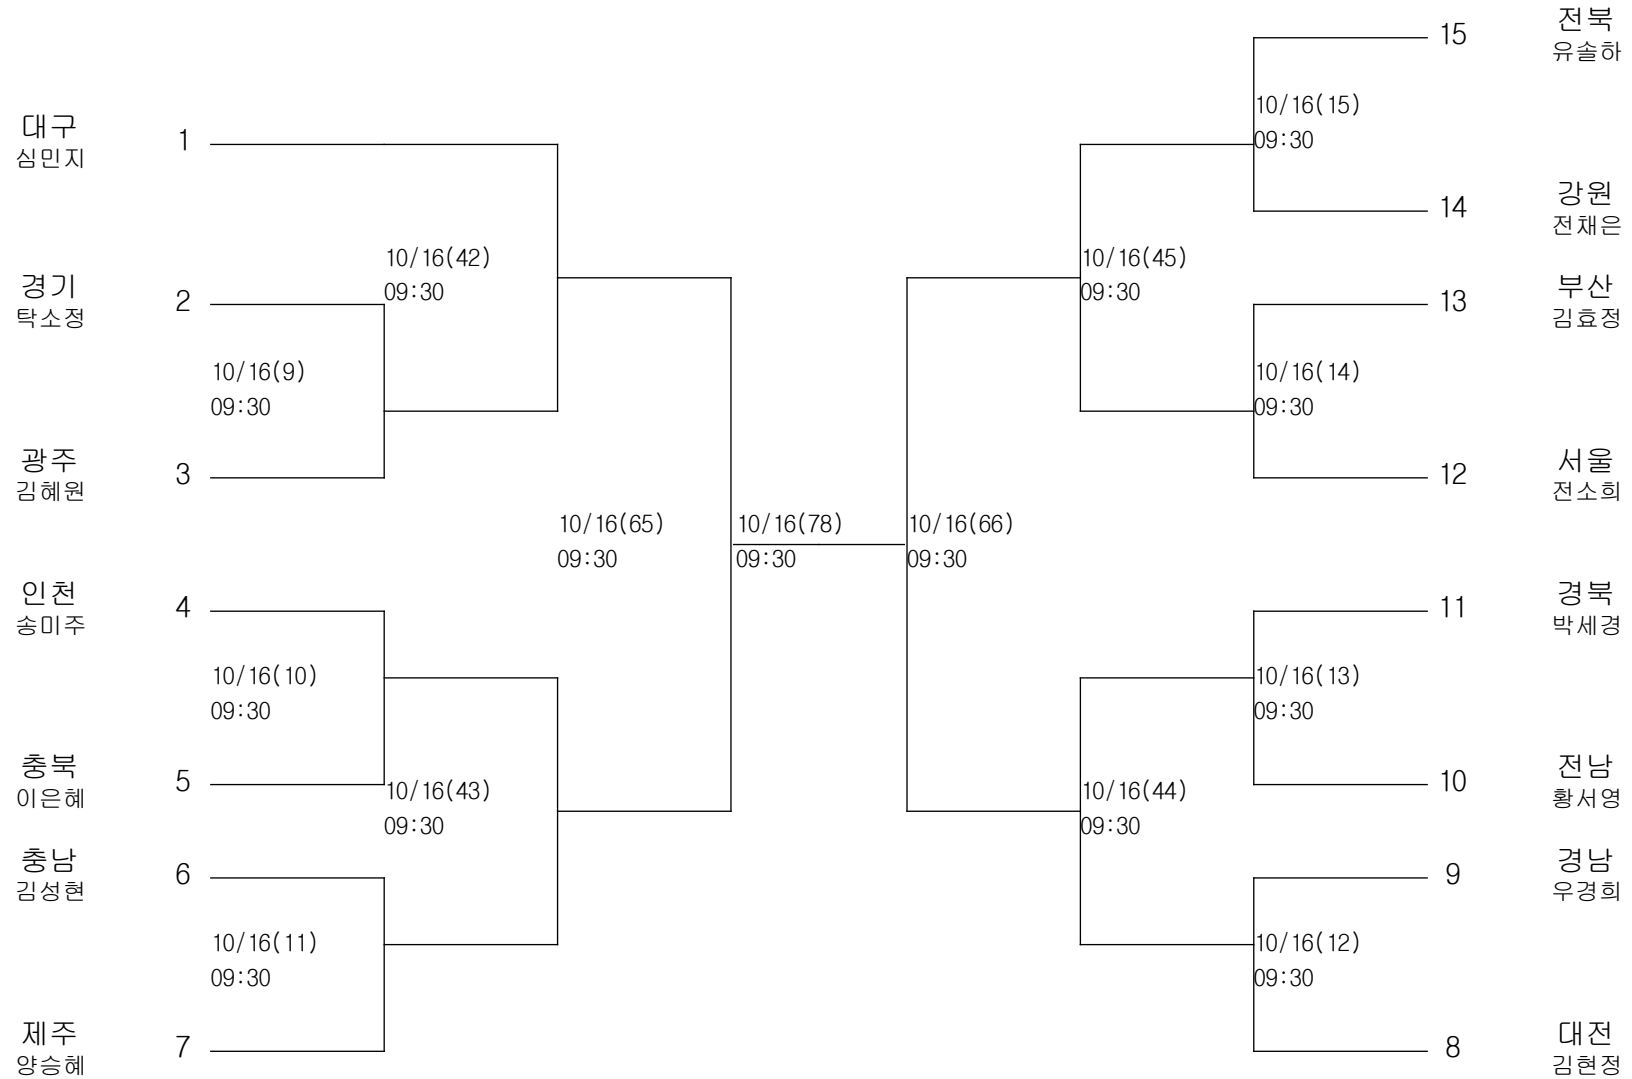 전북
15
유솔하
10/16(15)
09:30
대구
1
심민지
강원
14
전채은
10/16(42)
09:30
10/16(45)
09:30
경기
2
탁소정
부산
13
김효정
10/16(9)
09:30
10/16(14)
09:30
광주
3
김혜원
서울
12
전소희
10/16(65)
09:30
10/16(78)
09:30
10/16(66)
09:30
인천
4
송미주
경북
11
박세경
10/16(10)
09:30
10/16(13)
09:30
충북
5
이은혜
전남
10
황서영
10/16(43)
09:30
10/16(44)
09:30
충남
6
김성현
경남
9
우경희
10/16(11)
09:30
10/16(12)
09:30
제주
7
양승혜
대전
8
김현정